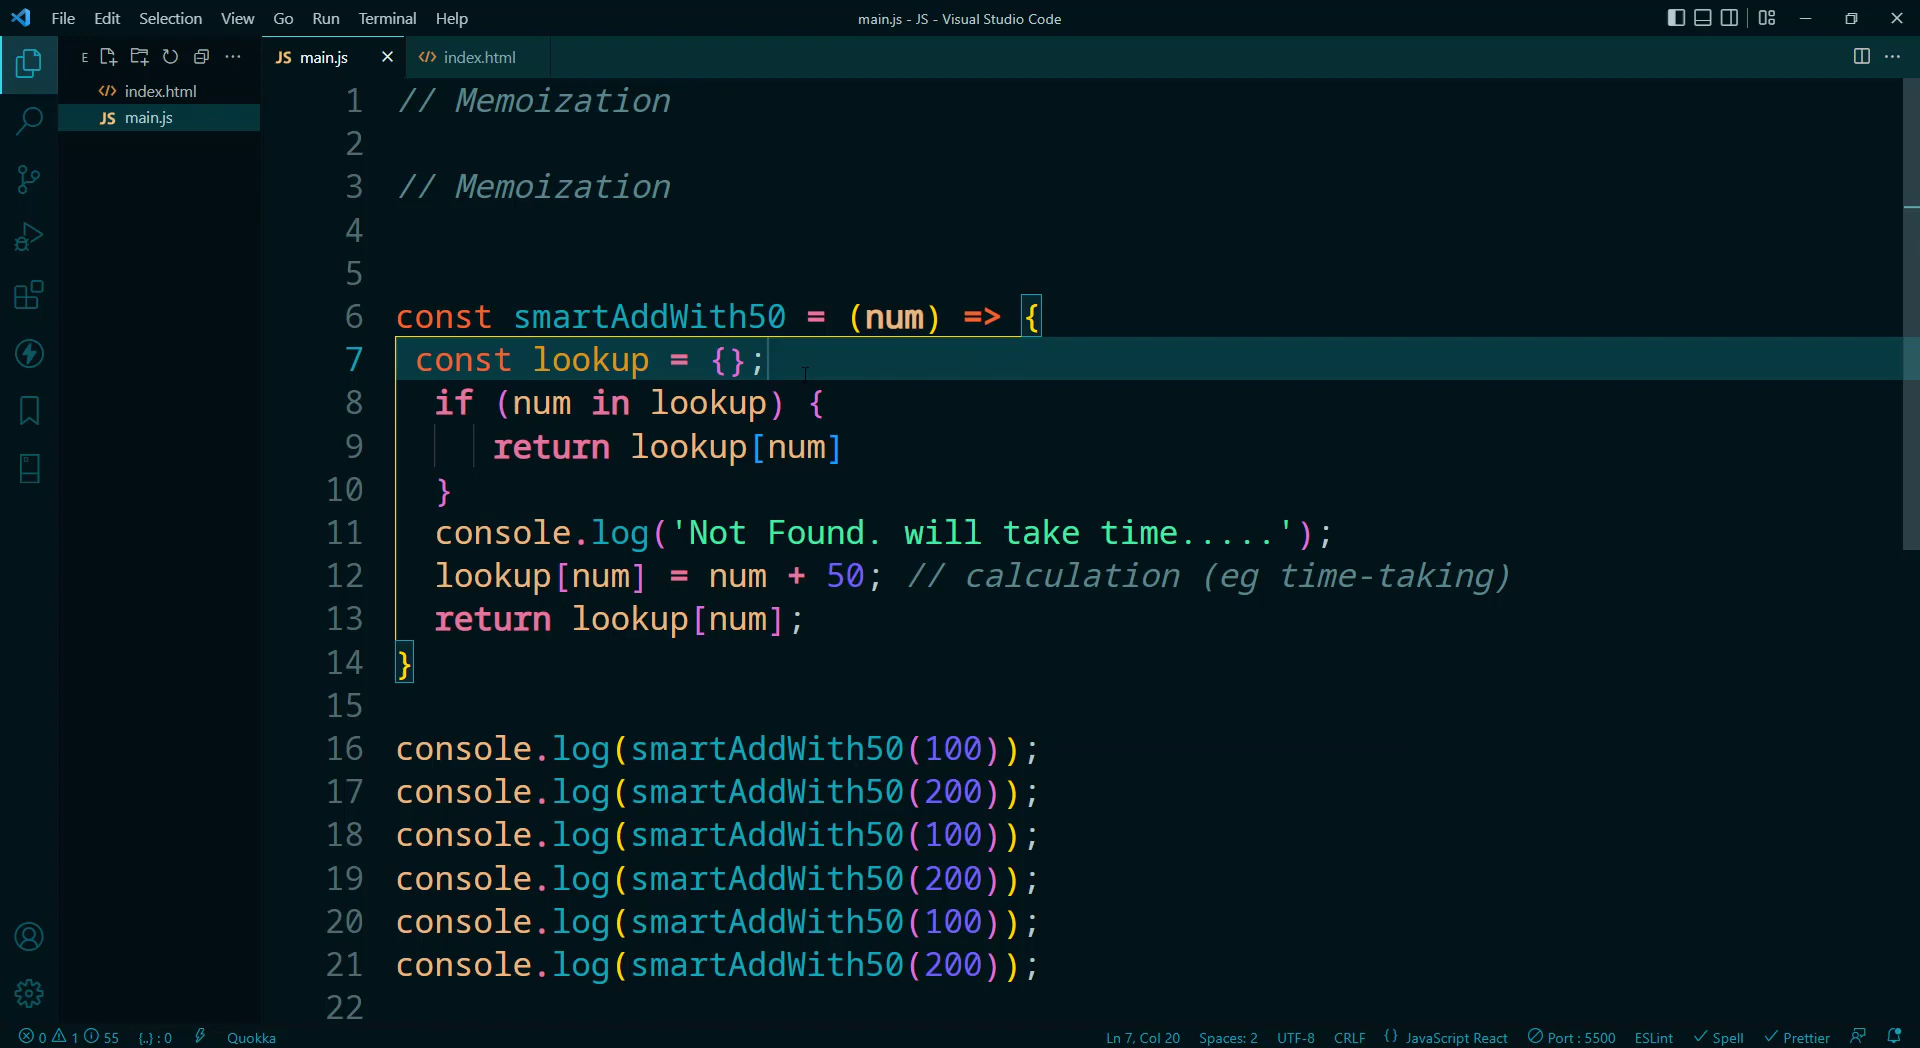 File Edit Selection View Go Run Terminal Help main.js - JS - Visual Studio Code
E
JS main.js index.html
index.html
JS main.js
1 // Memoization
2
3 // Memoization
4
5
6 const smartAddWith50 = (num) => {
7 const lookup = {};
8 if (num in lookup) {
9 return lookup[num]
10 }
11 console.log('Not Found. will take time.....');
12 lookup[num] = num + 50; // calculation (eg time-taking)
13 return lookup[num];
14 }
15
16 console.log(smartAddWith50(100));
17 console.log(smartAddWith50(200));
18 console.log(smartAddWith50(100));
19 console.log(smartAddWith50(200));
20 console.log(smartAddWith50(100));
21 console.log(smartAddWith50(200));
22
0 1 55 {..} : 0 Quokka Ln 7, Col 20 Spaces: 2 UTF-8 CRLF {} JavaScript React Port : 5500 ESLint Spell Prettier